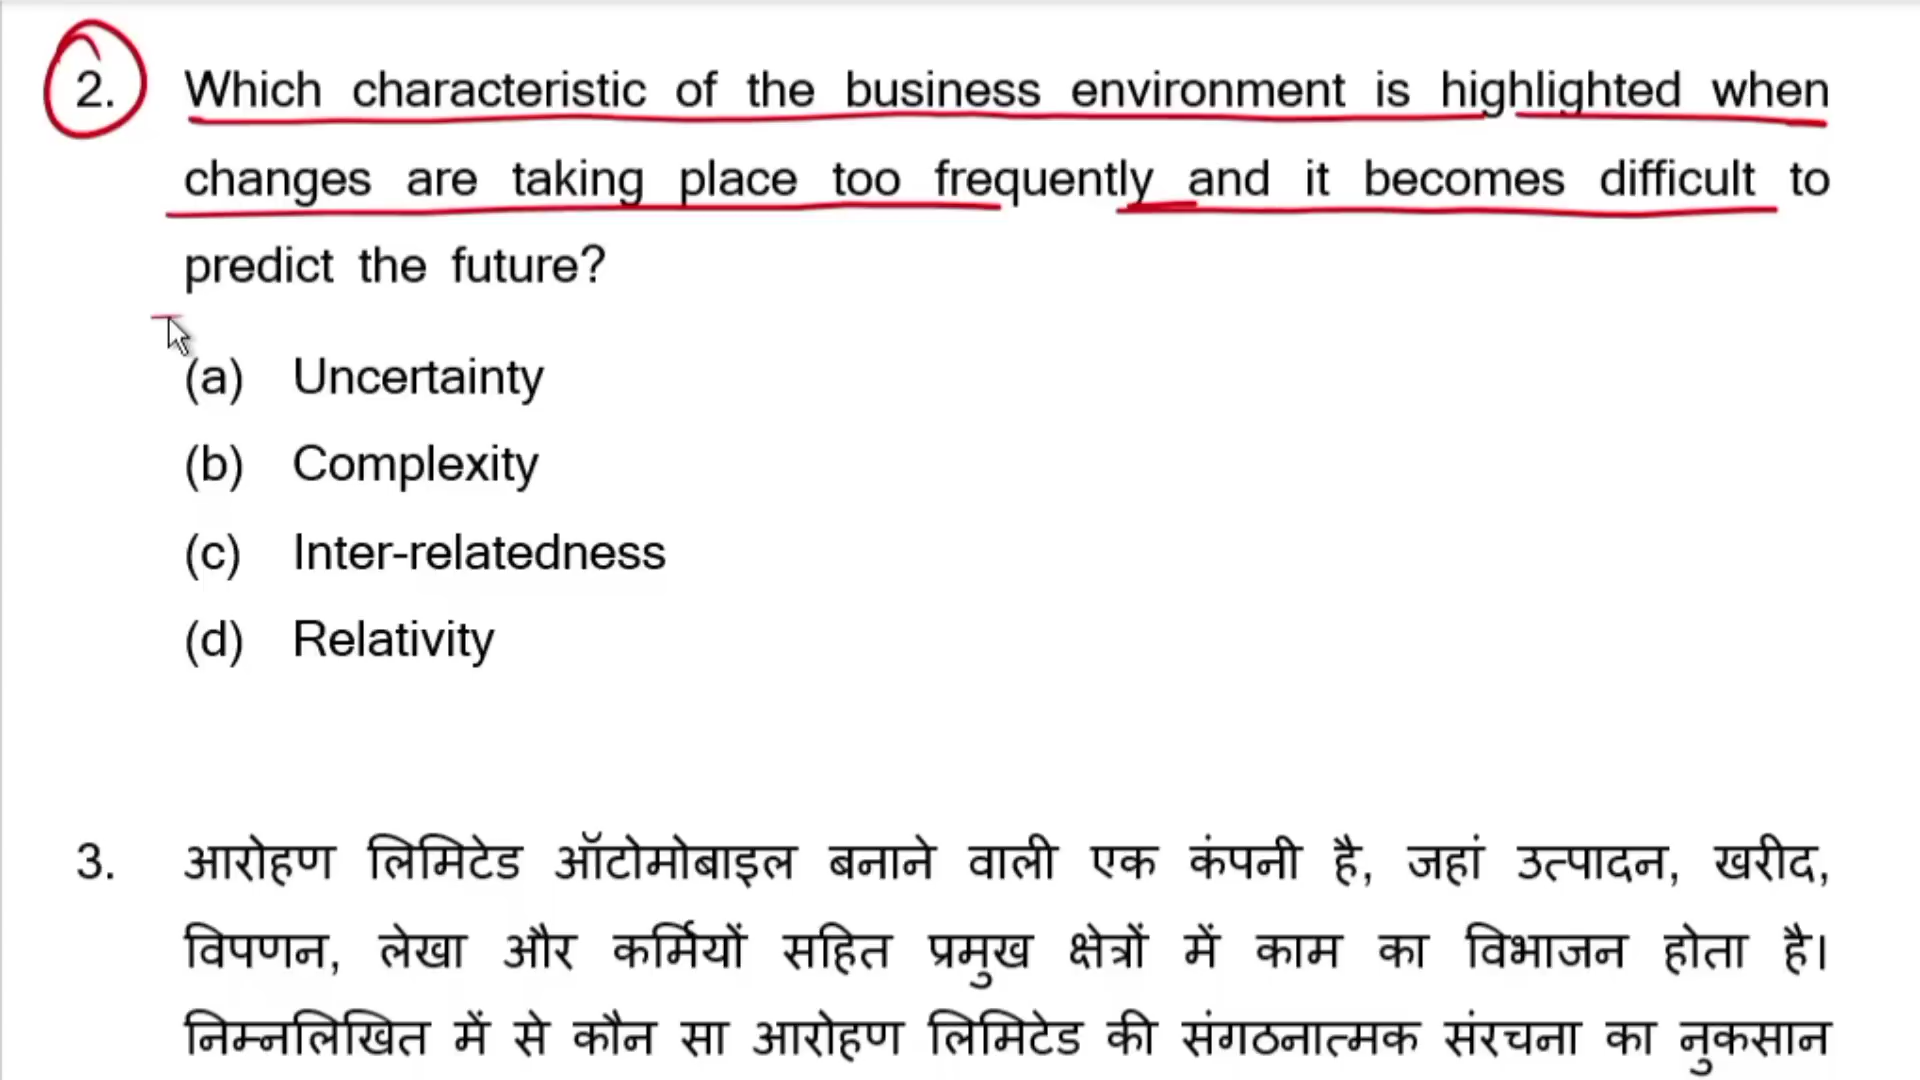 2. Which characteristic of the business environment is highlighted when
changes are taking place too frequently and it becomes difficult to
predict the future?
(a) Uncertainty
(b) Complexity
(c) Inter-relatedness
(d) Relativity
3. आरोहण लिमिटेड ऑटोमोबाइल बनाने वाली एक कंपनी है, जहां उत्पादन, खरीद,
विपणन, लेखा और कर्मियों सहित प्रमुख क्षेत्रों में काम का विभाजन होता है।
निम्नलिखित में से कौन सा आरोहण लिमिटेड की संगठनात्मक संरचना का नुकसान